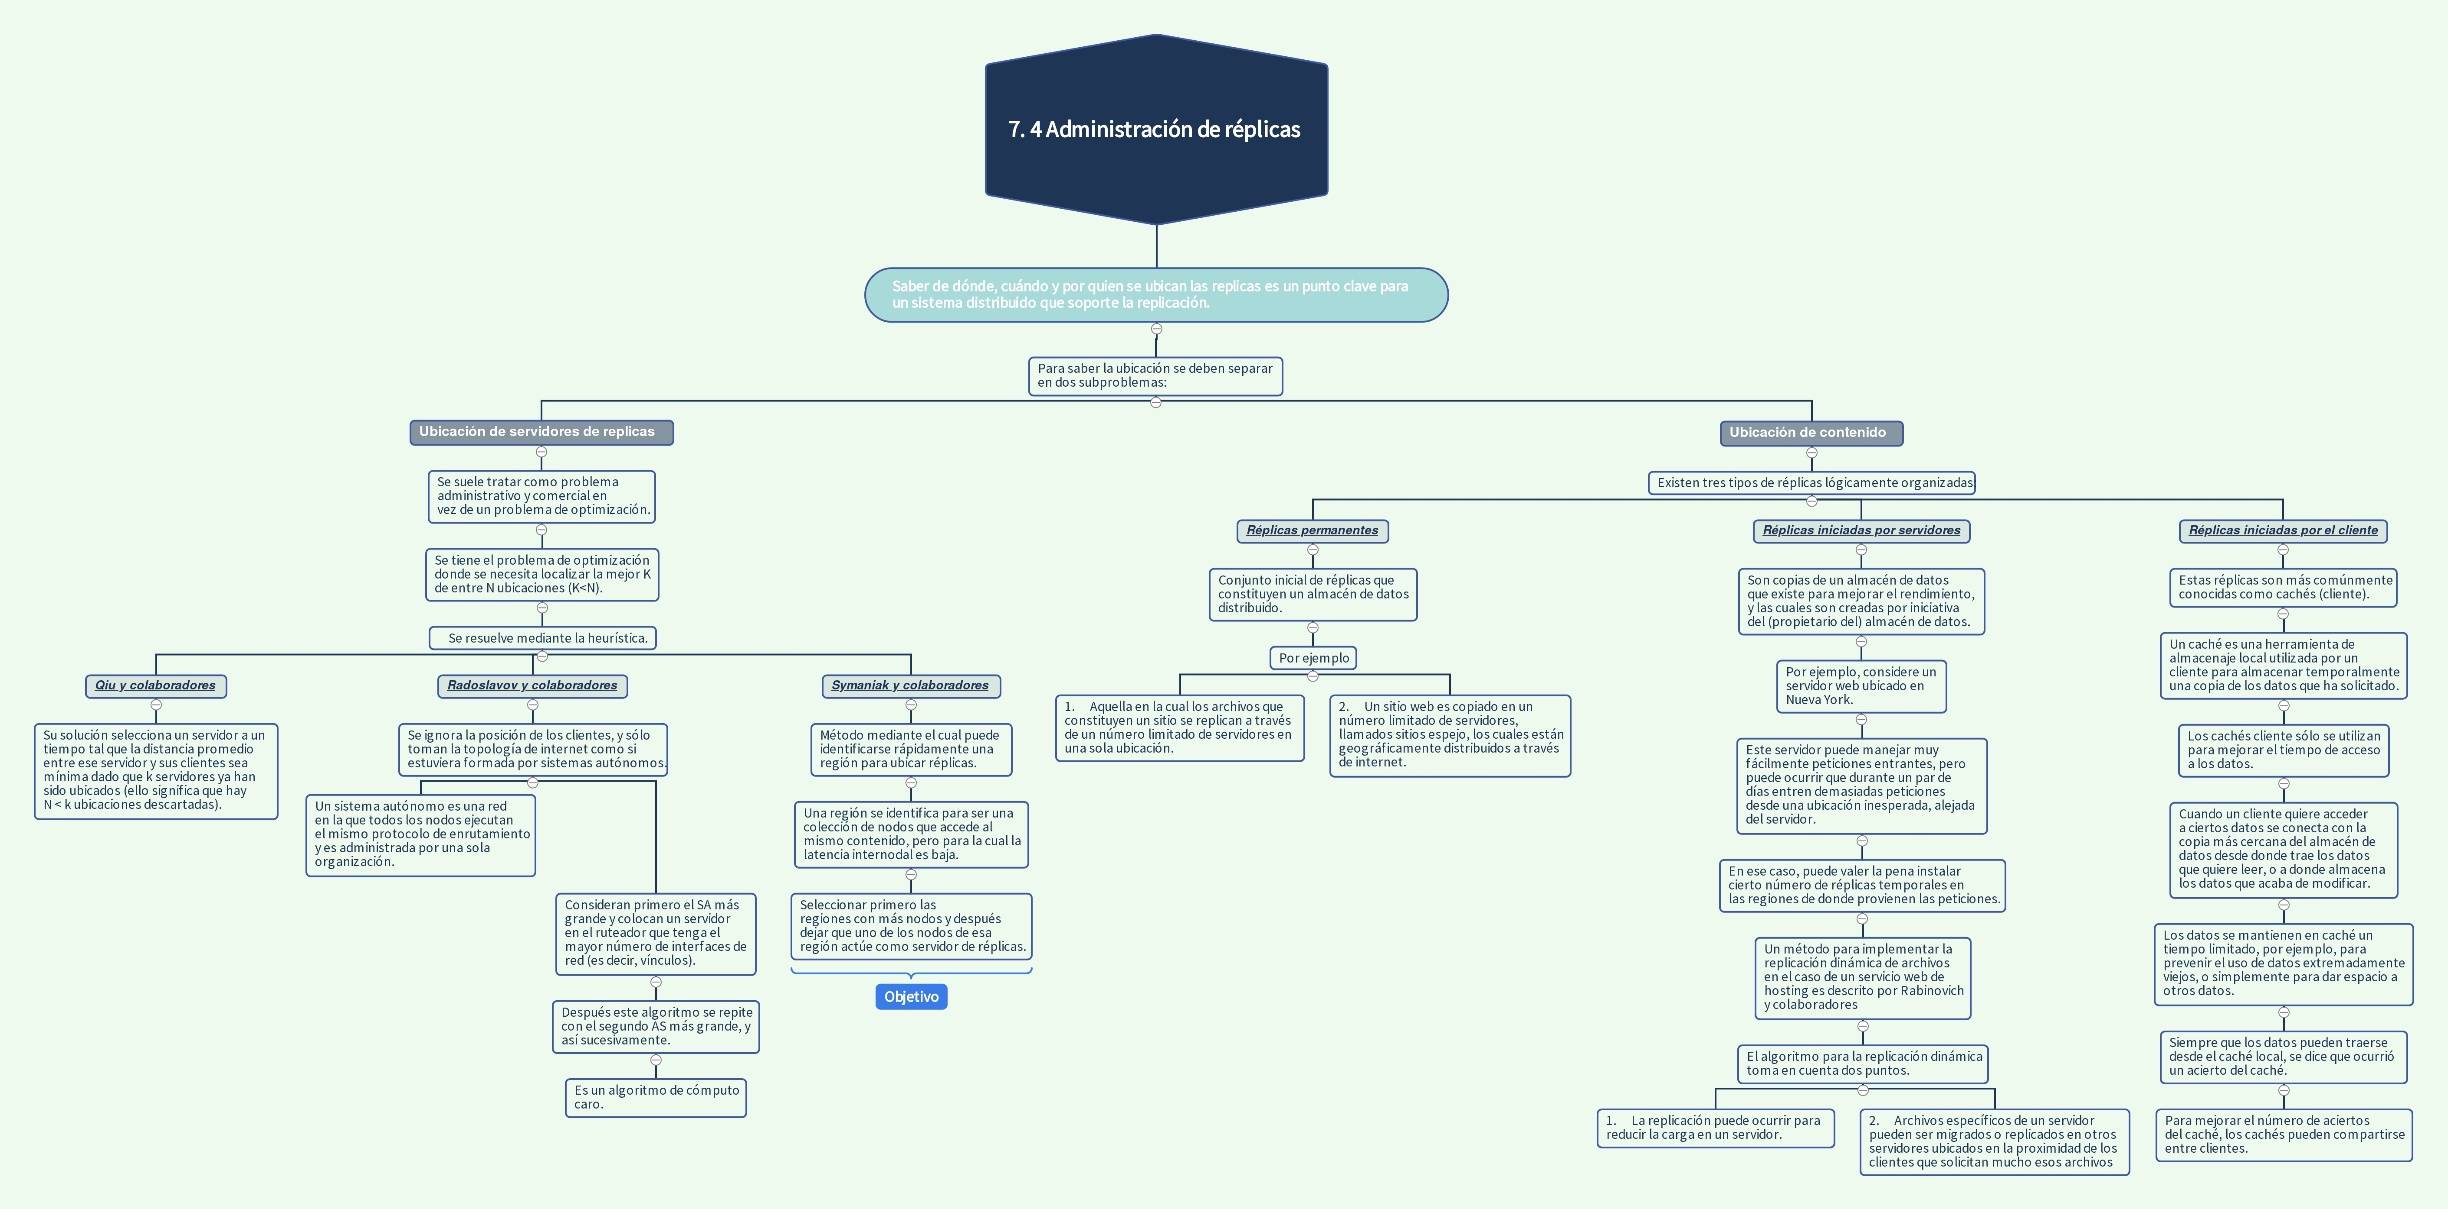 7. 4 Administración de réplicas
Saber de dónde, cuándo y por quien se ubican las replicas es un punto clave para
un sistema distribuido que soporte la replicación.
Para saber la ubicación se deben separar
en dos subproblemas:
Ubicación de servidores de replicas
Se suele tratar como problema
administrativo y comercial en
vez de un problema de optimización.
Se tiene el problema de optimización
donde se necesita localizar la mejor K
de entre N ubicaciones (K<N).
Se resuelve mediante la heurística.
Qiu y colaboradores
Su solución selecciona un servidor a un
tiempo tal que la distancia promedio
entre ese servidor y sus clientes sea
mínima dado que k servidores ya han
sido ubicados (ello significa que hay
N < k ubicaciones descartadas).
Radoslavov y colaboradores
Se ignora la posición de los clientes, y sólo
toman la topología de internet como si
estuviera formada por sistemas autónomos.
Un sistema autónomo es una red
en la que todos los nodos ejecutan
el mismo protocolo de enrutamiento
y es administrada por una sola
organización.
Consideran primero el SA más
grande y colocan un servidor
en el ruteador que tenga el
mayor número de interfaces de
red (es decir, vínculos).
Después este algoritmo se repite
con el segundo AS más grande, y
así sucesivamente.
Es un algoritmo de cómputo
caro.
Symaniak y colaboradores
Método mediante el cual puede
identificarse rápidamente una
región para ubicar réplicas.
Una región se identifica para ser una
colección de nodos que accede al
mismo contenido, pero para la cual la
latencia internodal es baja.
Seleccionar primero las
regiones con más nodos y después
dejar que uno de los nodos de esa
región actúe como servidor de réplicas.
Objetivo
Ubicación de contenido
Existen tres tipos de réplicas lógicamente organizadas:
Réplicas permanentes
Conjunto inicial de réplicas que
constituyen un almacén de datos
distribuido.
Por ejemplo
1. Aquella en la cual los archivos que
constituyen un sitio se replican a través
de un número limitado de servidores en
una sola ubicación.
2. Un sitio web es copiado en un
número limitado de servidores,
llamados sitios espejo, los cuales están
geográficamente distribuidos a través
de internet.
Réplicas iniciadas por servidores
Son copias de un almacén de datos
que existe para mejorar el rendimiento,
y las cuales son creadas por iniciativa
del (propietario del) almacén de datos.
Por ejemplo, considere un
servidor web ubicado en
Nueva York.
Este servidor puede manejar muy
fácilmente peticiones entrantes, pero
puede ocurrir que durante un par de
días entren demasiadas peticiones
desde una ubicación inesperada, alejada
del servidor.
En ese caso, puede valer la pena instalar
cierto número de réplicas temporales en
las regiones de donde provienen las peticiones.
Un método para implementar la
replicación dinámica de archivos
en el caso de un servicio web de
hosting es descrito por Rabinovich
y colaboradores
El algoritmo para la replicación dinámica
toma en cuenta dos puntos.
1. La replicación puede ocurrir para
reducir la carga en un servidor.
2. Archivos específicos de un servidor
pueden ser migrados o replicados en otros
servidores ubicados en la proximidad de los
clientes que solicitan mucho esos archivos
Réplicas iniciadas por el cliente
Estas réplicas son más comúnmente
conocidas como cachés (cliente).
Un caché es una herramienta de
almacenaje local utilizada por un
cliente para almacenar temporalmente
una copia de los datos que ha solicitado.
Los cachés cliente sólo se utilizan
para mejorar el tiempo de acceso
a los datos.
Cuando un cliente quiere acceder
a ciertos datos se conecta con la
copia más cercana del almacén de
datos desde donde trae los datos
que quiere leer, o a donde almacena
los datos que acaba de modificar.
Los datos se mantienen en caché un
tiempo limitado, por ejemplo, para
prevenir el uso de datos extremadamente
viejos, o simplemente para dar espacio a
otros datos.
Siempre que los datos pueden traerse
desde el caché local, se dice que ocurrió
un acierto del caché.
Para mejorar el número de aciertos
del caché, los cachés pueden compartirse
entre clientes.